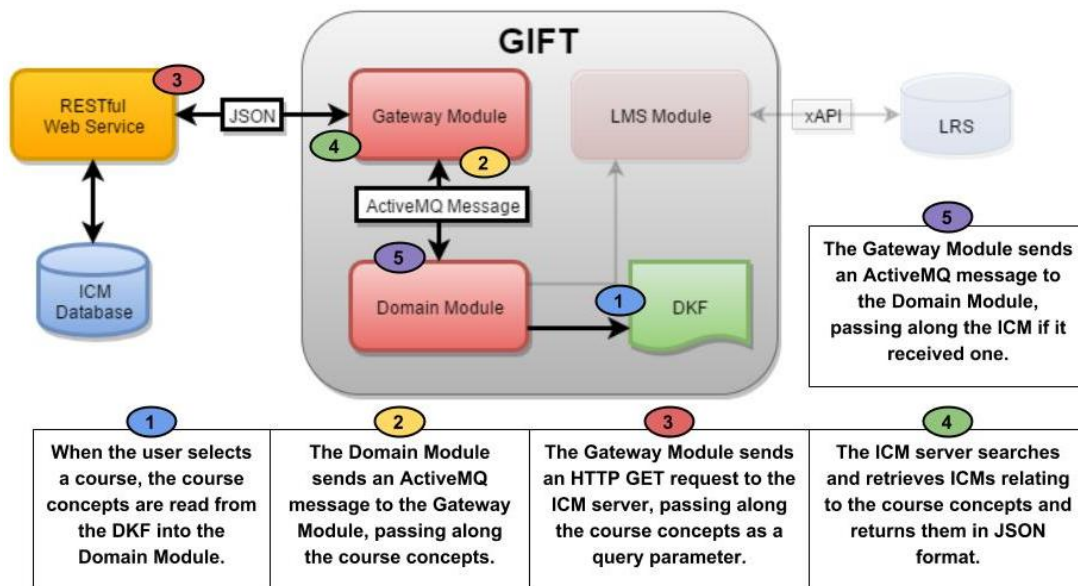 GIFT
3
RESTful
Web Service
JSON
Gateway Module
LMS Module
xAPI
LRS
4
2
ActiveMQ Message
5
ICM
Database
Domain Module
1
DKF
5
The Gateway Module sends
an ActiveMQ message to
the Domain Module,
passing along the ICM if it
received one.
1
When the user selects
a course, the course
concepts are read from
the DKF into the
Domain Module.
2
The Domain Module
sends an ActiveMQ
message to the Gateway
Module, passing along
the course concepts.
3
The Gateway Module sends
an HTTP GET request to the
ICM server, passing along
the course concepts as a
query parameter.
4
The ICM server searches
and retrieves ICMs relating
to the course concepts and
returns them in JSON
format.